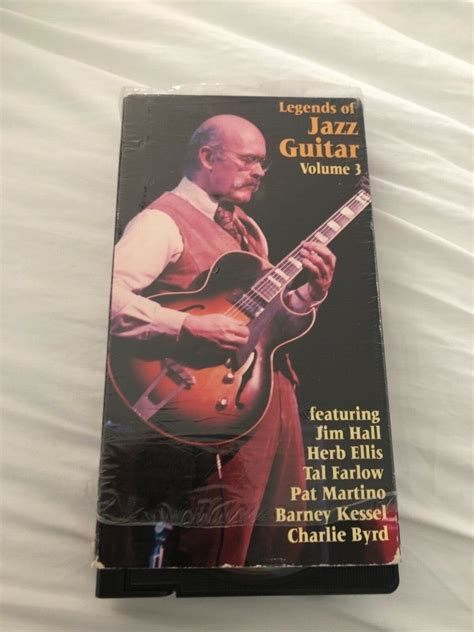 Legends of
Jazz
Guitar
Volume 3
featuring
Jim Hall
Herb Ellis
Tal Farlow
Pat Martino
Barney Kessel
Charlie Byrd